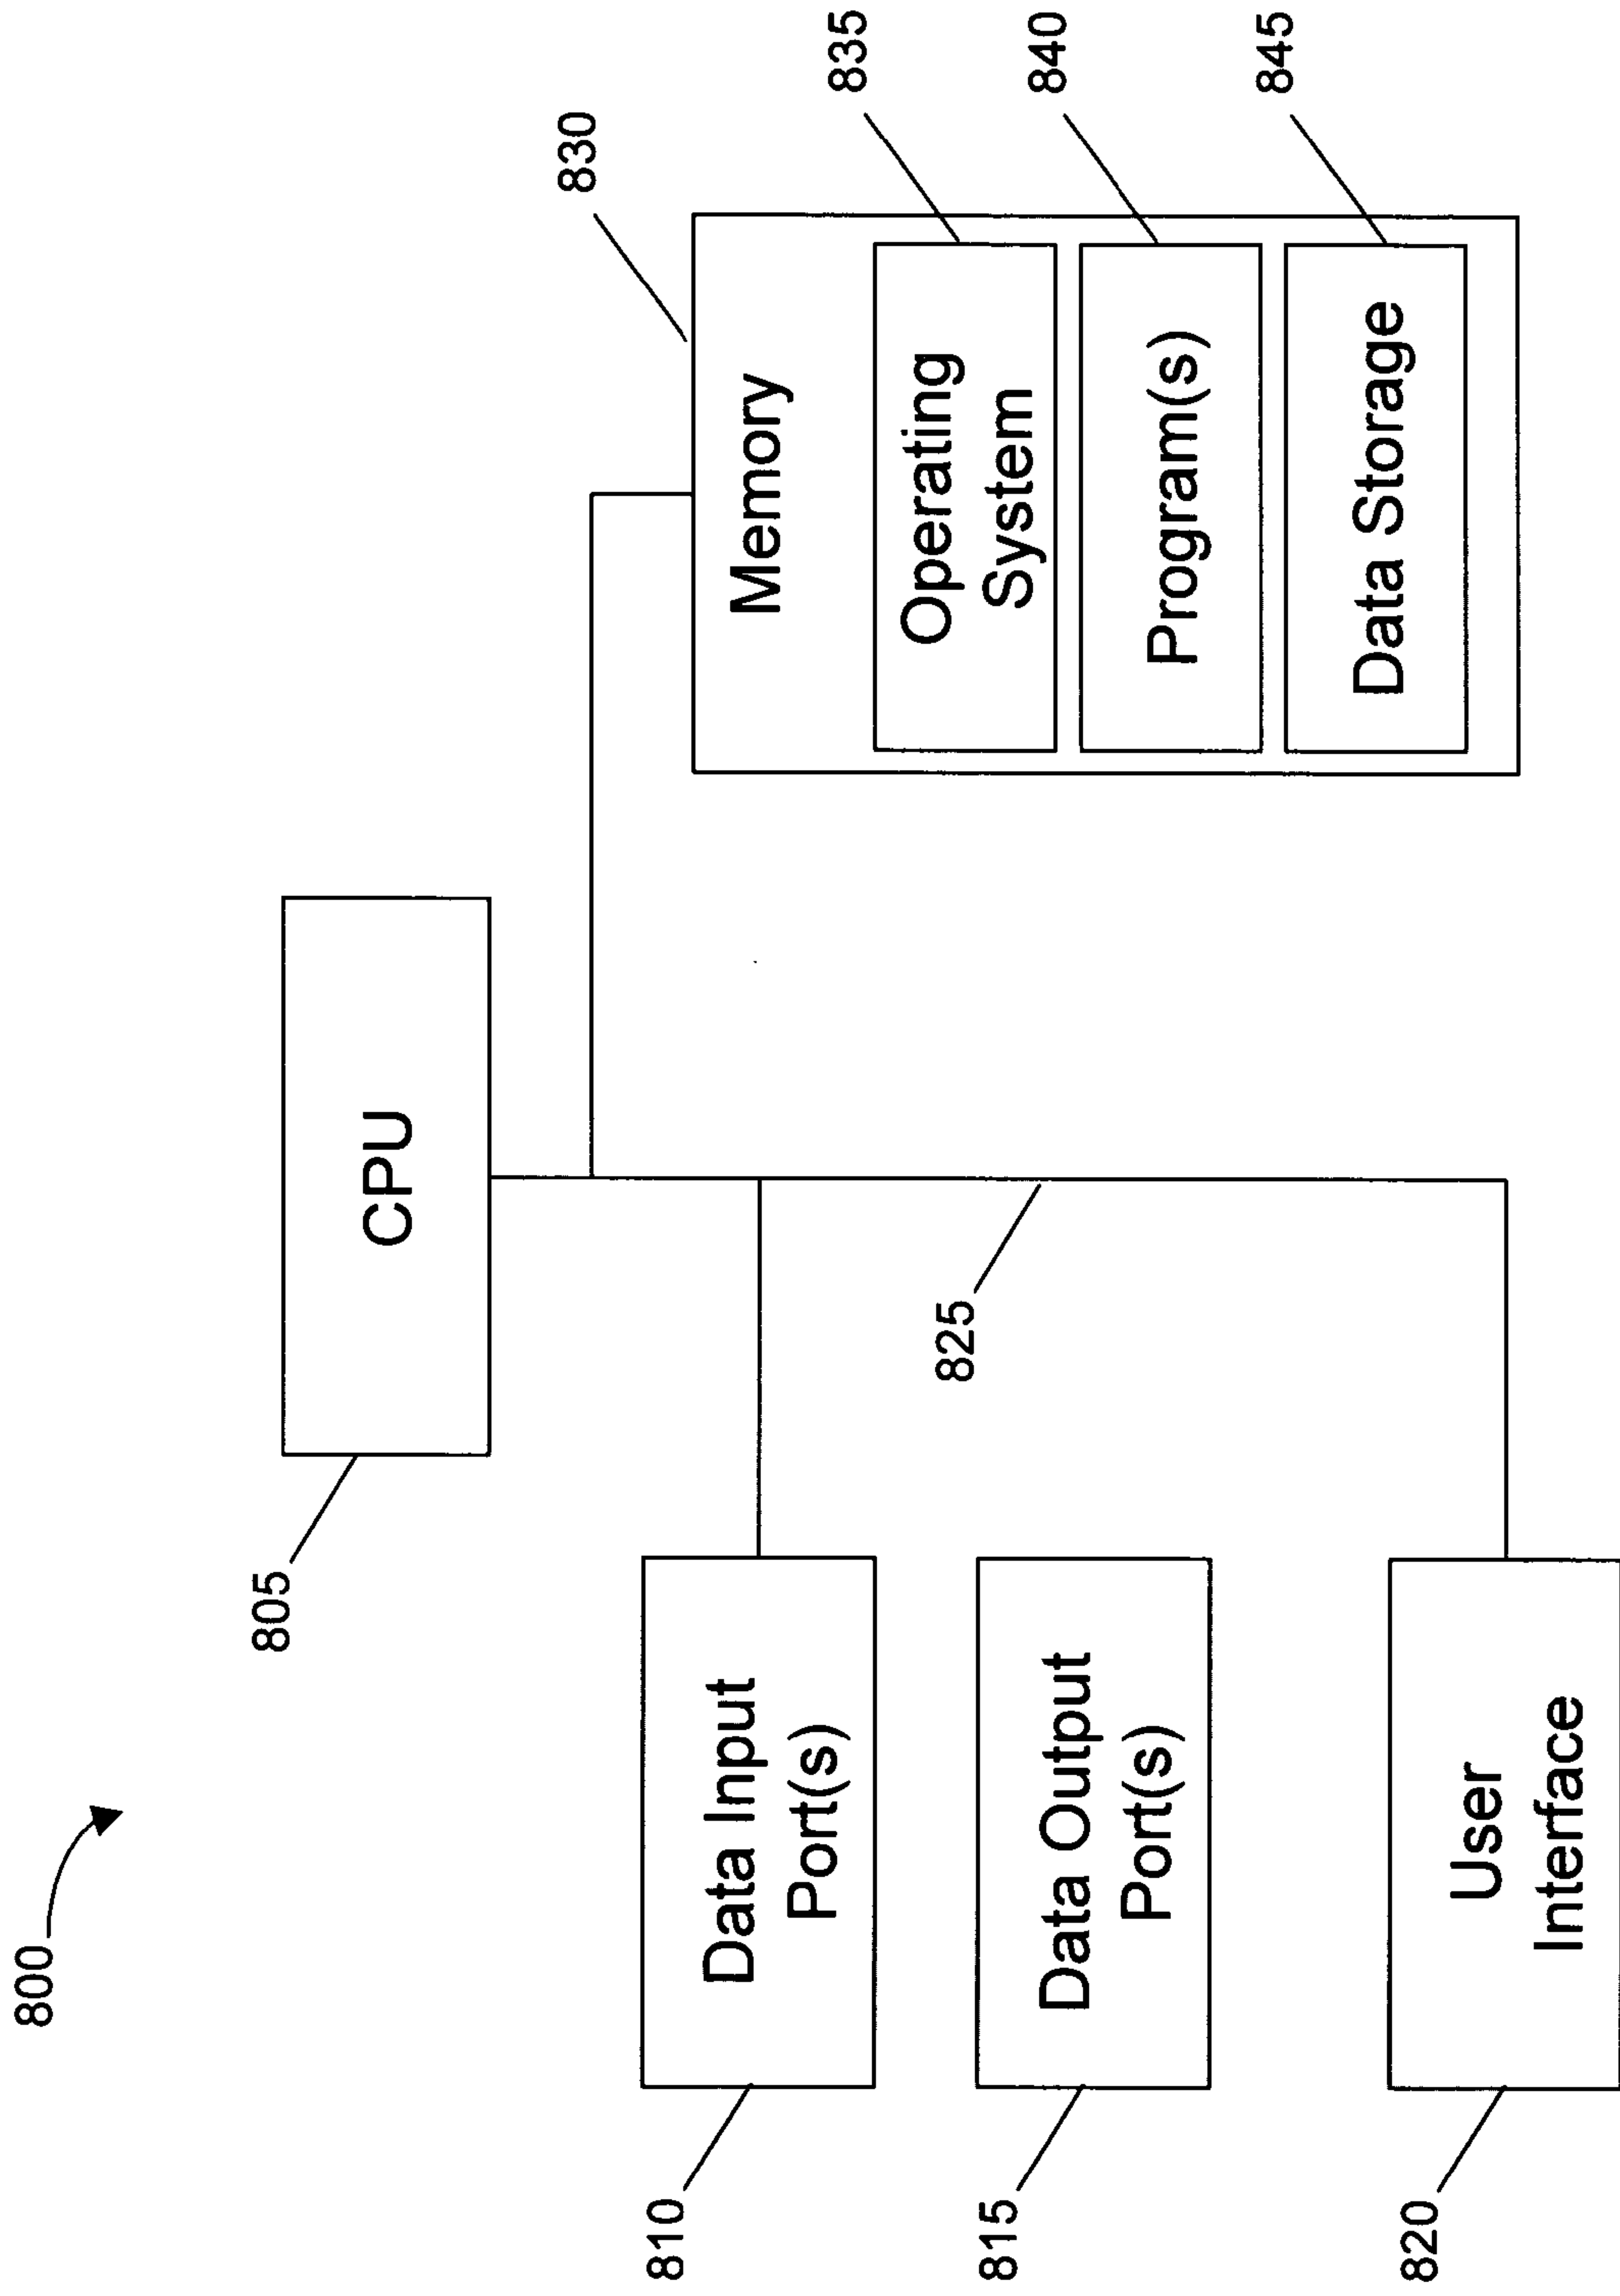 800
CPU
805
830
Memory
Operating
System
835
Program(s)
840
Data Storage
845
810
Data Input
Port(s)
825
815
Data Output
Port(s)
820
User
Interface